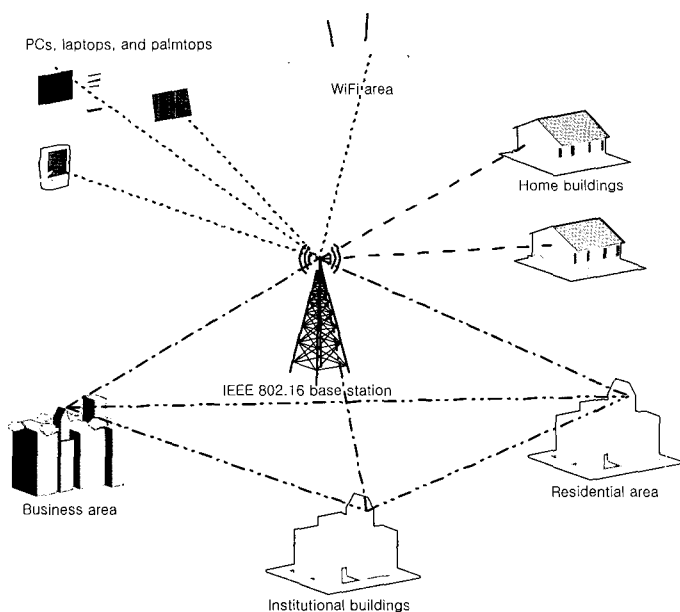 PCs, laptops, and palmtops
WiFi area
Home buildings
IEEE 802.16 base station
Residential area
Business area
Institutional buildings